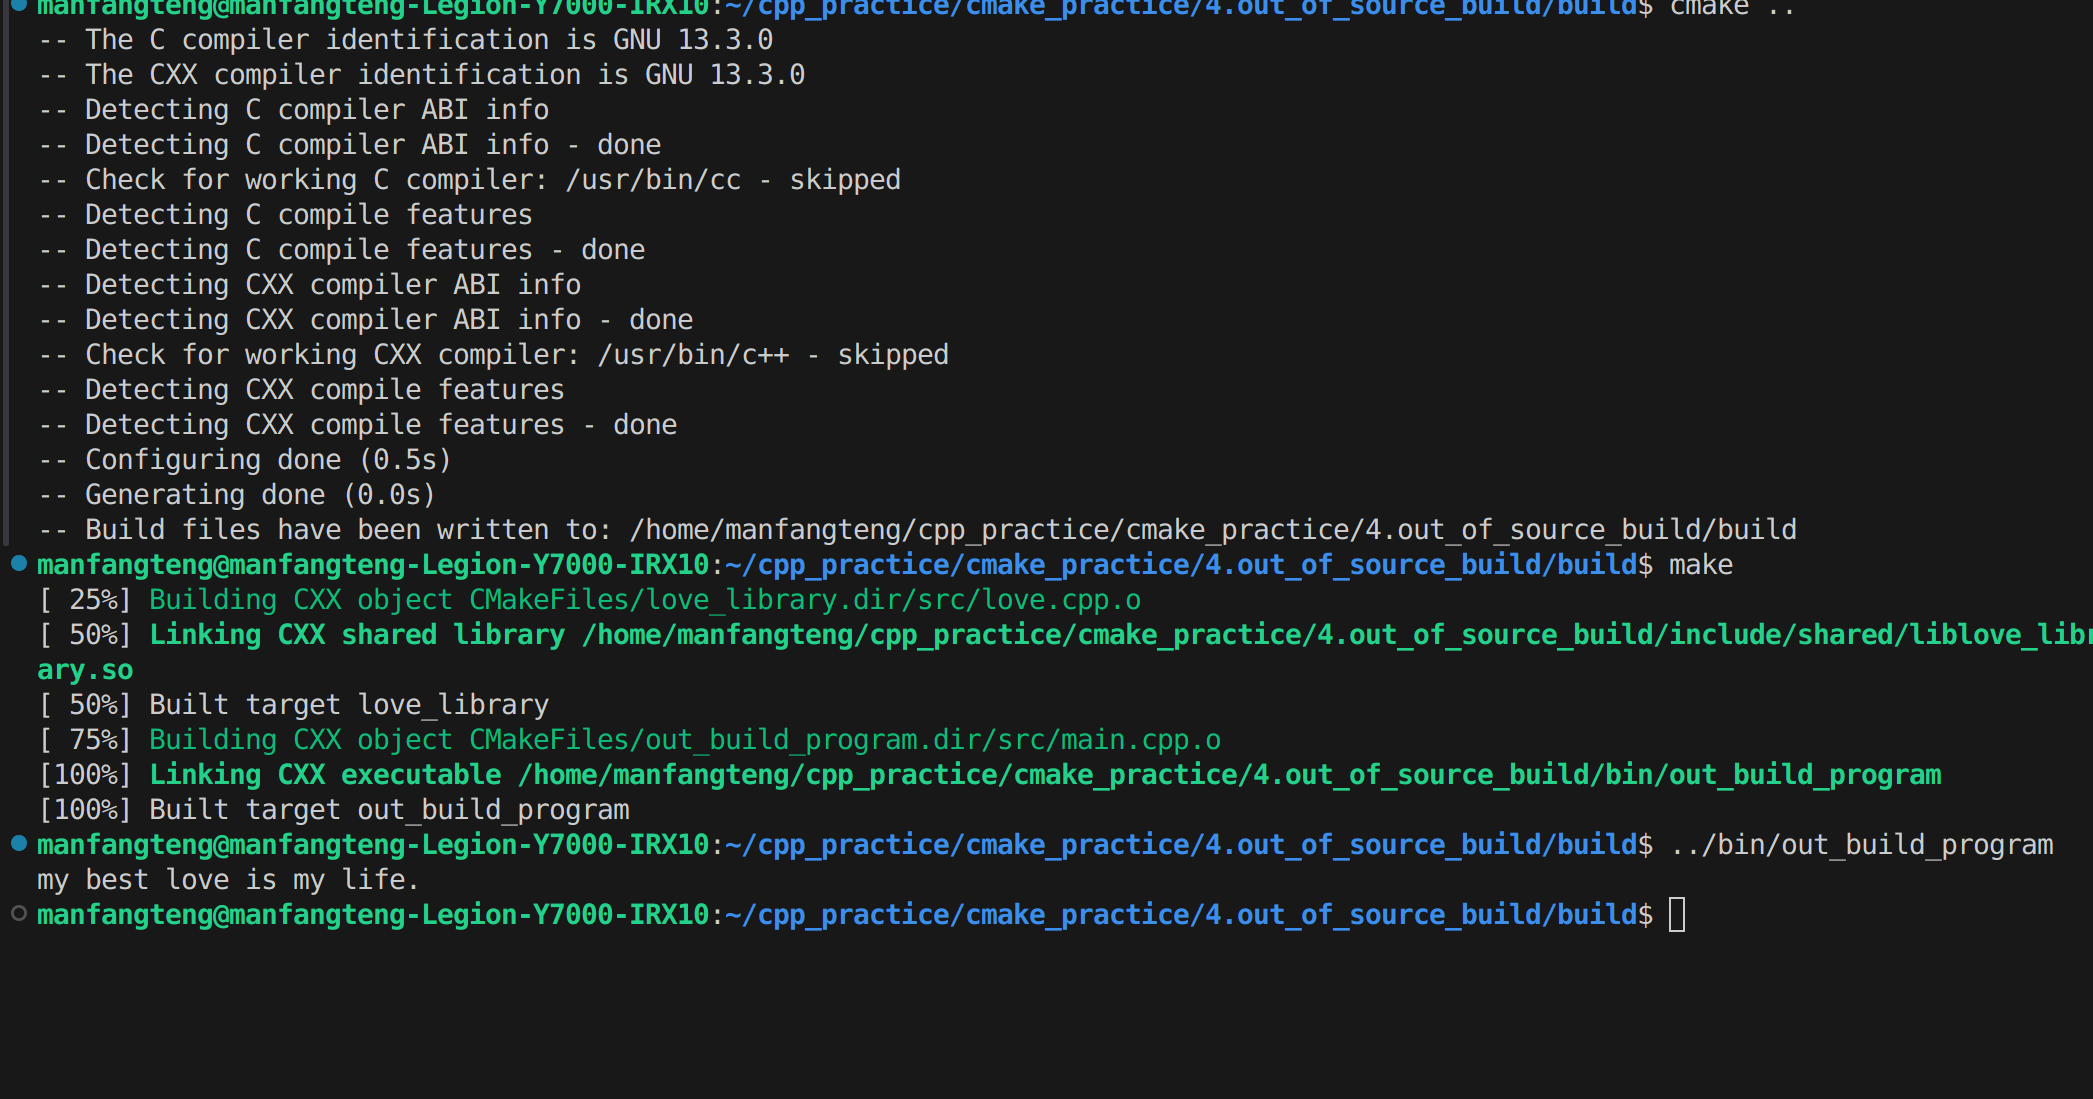 manfangteng@manfangteng-Legion-Y7000-IRX10:~/cpp_practice/cmake_practice/4.out_of_source_build/build$ cmake ..
-- The C compiler identification is GNU 13.3.0
-- The CXX compiler identification is GNU 13.3.0
-- Detecting C compiler ABI info
-- Detecting C compiler ABI info - done
-- Check for working C compiler: /usr/bin/cc - skipped
-- Detecting C compile features
-- Detecting C compile features - done
-- Detecting CXX compiler ABI info
-- Detecting CXX compiler ABI info - done
-- Check for working CXX compiler: /usr/bin/c++ - skipped
-- Detecting CXX compile features
-- Detecting CXX compile features - done
-- Configuring done (0.5s)
-- Generating done (0.0s)
-- Build files have been written to: /home/manfangteng/cpp_practice/cmake_practice/4.out_of_source_build/build
manfangteng@manfangteng-Legion-Y7000-IRX10:~/cpp_practice/cmake_practice/4.out_of_source_build/build$ make
[ 25%] Building CXX object CMakeFiles/love_library.dir/src/love.cpp.o
[ 50%] Linking CXX shared library /home/manfangteng/cpp_practice/cmake_practice/4.out_of_source_build/include/shared/liblove_libr
ary.so
[ 50%] Built target love_library
[ 75%] Building CXX object CMakeFiles/out_build_program.dir/src/main.cpp.o
[100%] Linking CXX executable /home/manfangteng/cpp_practice/cmake_practice/4.out_of_source_build/bin/out_build_program
[100%] Built target out_build_program
manfangteng@manfangteng-Legion-Y7000-IRX10:~/cpp_practice/cmake_practice/4.out_of_source_build/build$ ../bin/out_build_program
my best love is my life.
manfangteng@manfangteng-Legion-Y7000-IRX10:~/cpp_practice/cmake_practice/4.out_of_source_build/build$